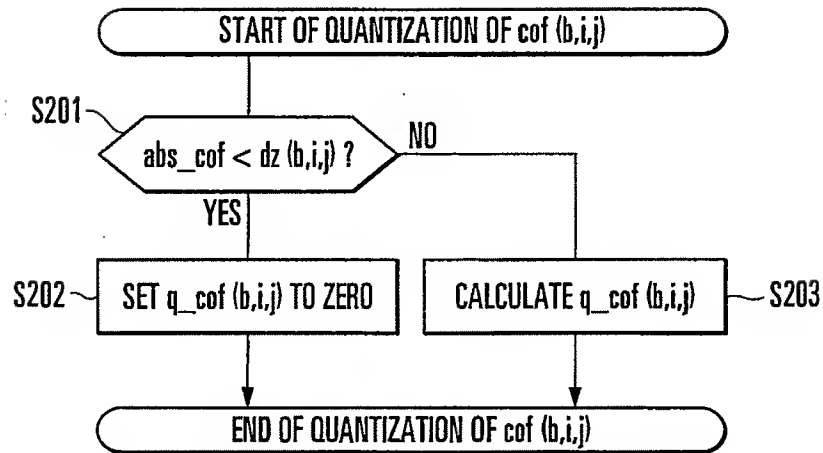 START OF QUANTIZATION OF cof (b,i,j)
S201
abs_cof < dz (b,i,j) ?
NO
YES
S202
SET q_cof (b,i,j) TO ZERO
CALCULATE q_cof (b,i,j)
S203
END OF QUANTIZATION OF cof (b,i,j)